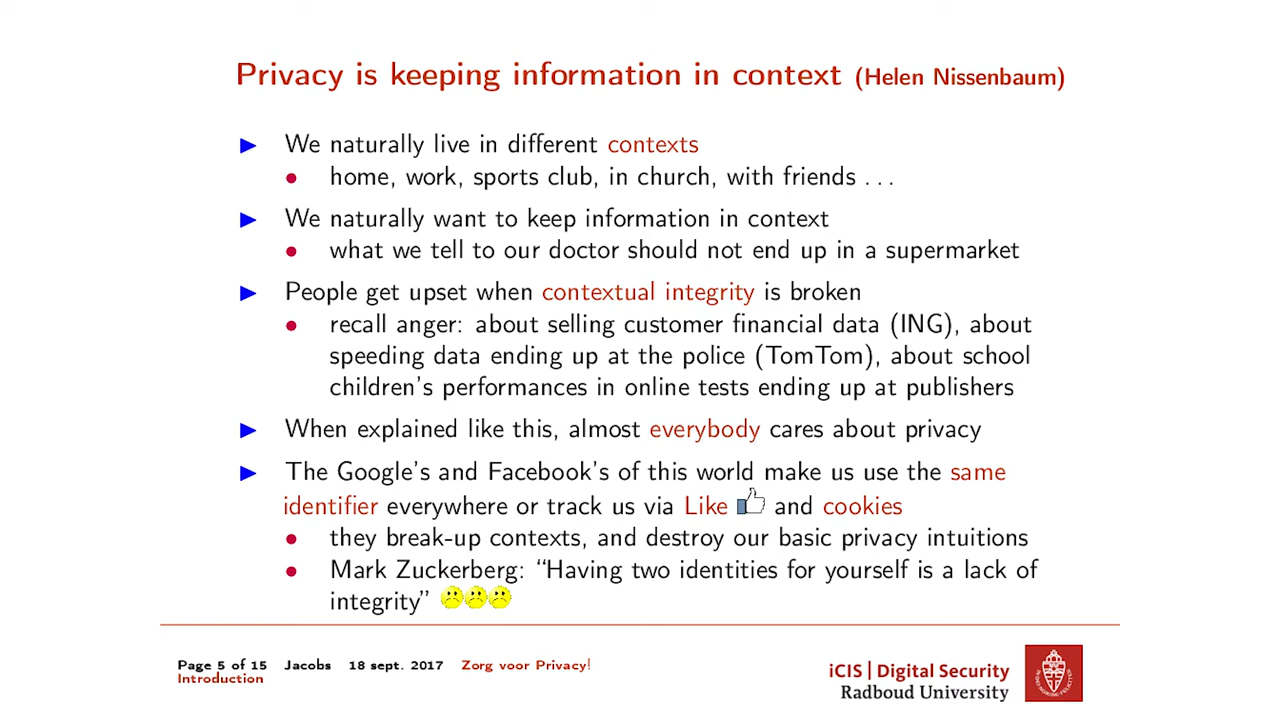 Privacy is keeping information in context (Helen Nissenbaum)
We naturally live in different contexts
home, work, sports club, in church, with friends . . .
We naturally want to keep information in context
what we tell to our doctor should not end up in a supermarket
People get upset when contextual integrity is broken
recall anger: about selling customer financial data (ING), about
speeding data ending up at the police (TomTom), about school
children's performances in online tests ending up at publishers
When explained like this, almost everybody cares about privacy
The Google's and Facebook's of this world make us use the same
identifier everywhere or track us via Like and cookies
they break-up contexts, and destroy our basic privacy intuitions
Mark Zuckerberg: “Having two identities for yourself is a lack of
integrity”
Page 5 of 15 Jacobs 18 sept. 2017 Zorg voor Privacy!
Introduction
iCIS | Digital Security
Radboud University